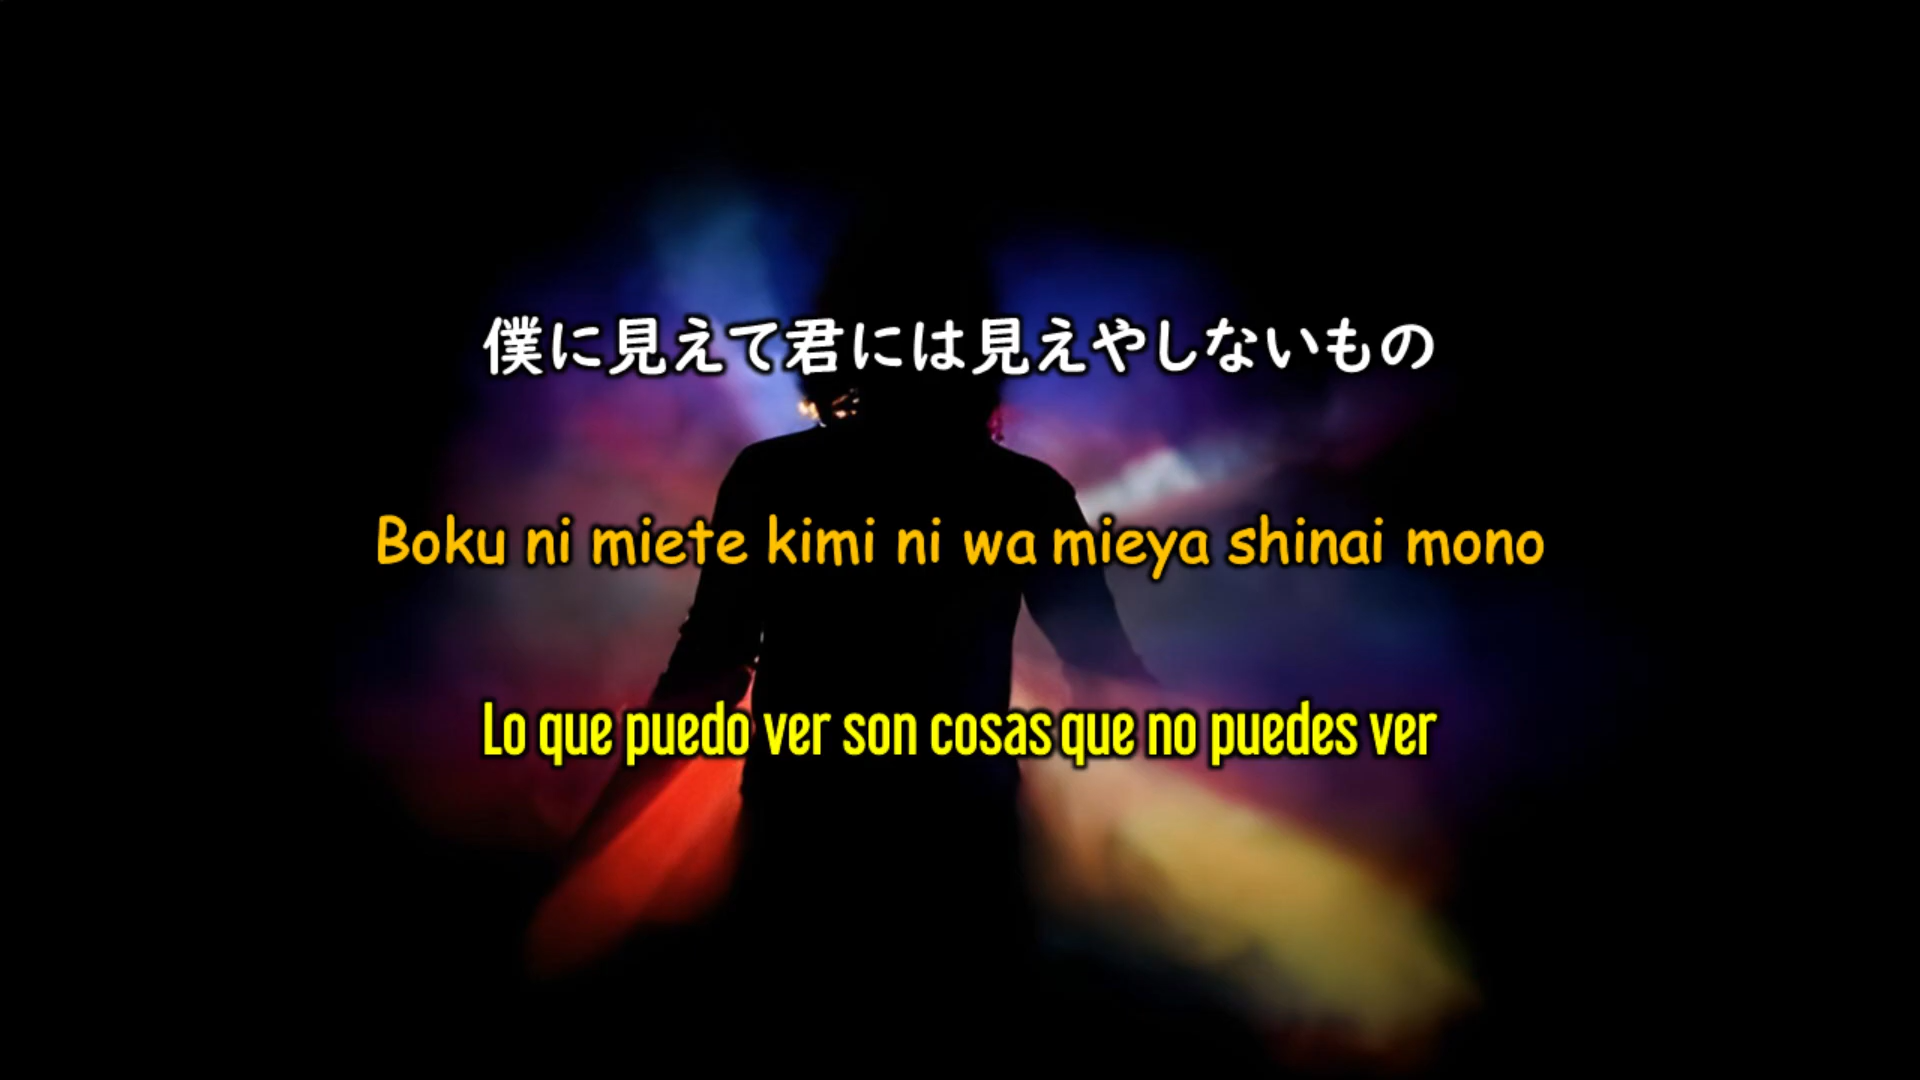 僕に見えて君には見えやしないもの
Boku ni miete kimi ni wa mieya shinai mono
Lo que puedo ver son cosas que no puedes ver